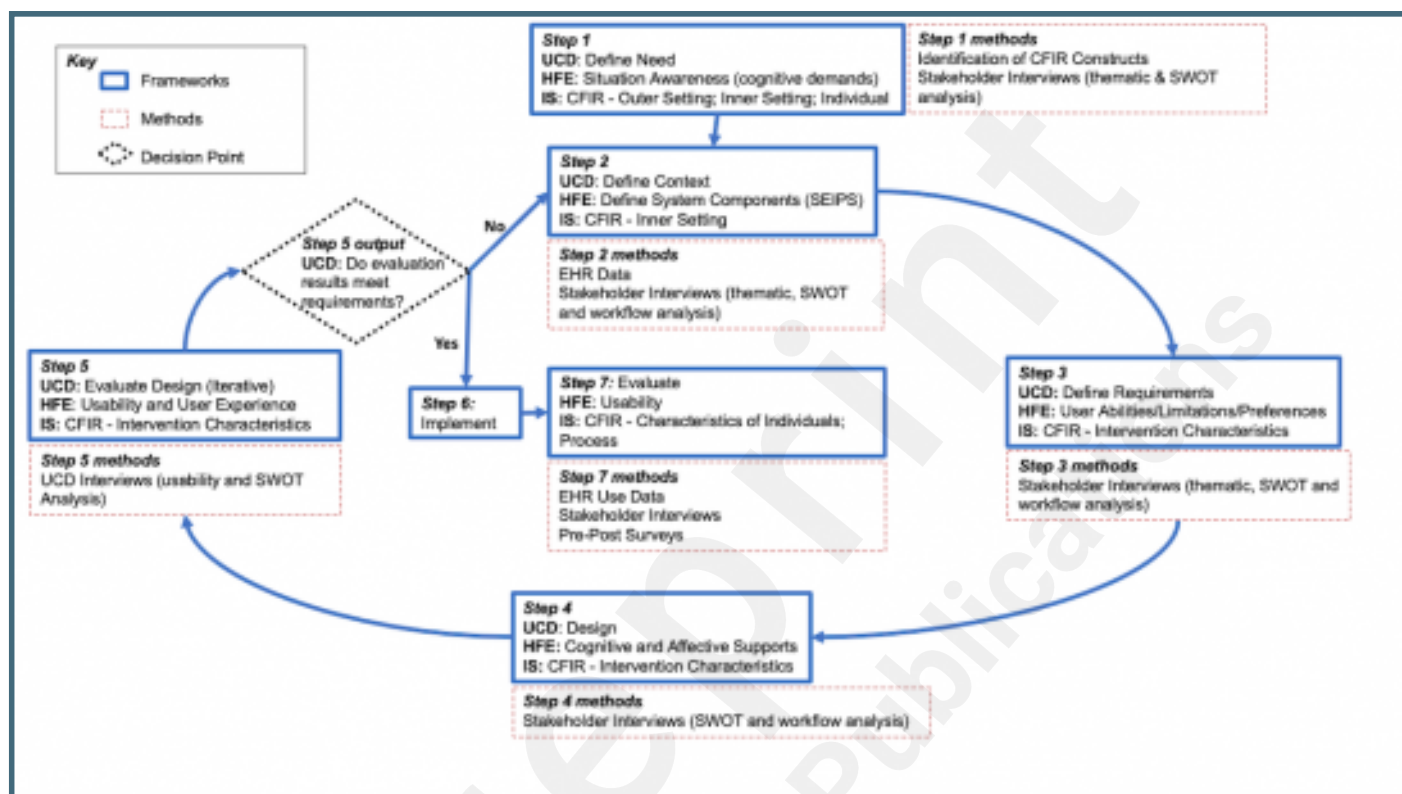 Key
Frameworks
Methods
Decision Point
Step 1
UCD: Define Need
HFE: Situation Awareness (cognitive demands)
IS: CFIR - Outer Setting; Inner Setting; Individual
Step 1 methods
Identification of CFIR Constructs
Stakeholder Interviews (thematic & SWOT
analysis)
Step 2
UCD: Define Context
HFE: Define System Components (SEIPS)
IS: CFIR - Inner Setting
Step 2 methods
EHR Data
Stakeholder Interviews (thematic, SWOT
and workflow analysis)
No
Step 5 output
UCD: Do evaluation
results meet
requirements?
Yes
Step 3
UCD: Define Requirements
HFE: User Abilities/Limitations/Preferences
IS: CFIR - Intervention Characteristics
Step 3 methods
Stakeholder Interviews (thematic, SWOT and
workflow analysis)
Step 5
UCD: Evaluate Design (Iterative)
HFE: Usability and User Experience
IS: CFIR - Intervention Characteristics
Step 5 methods
UCD Interviews (usability and SWOT
Analysis)
Step 6:
Implement
Step 7: Evaluate
HFE: Usability
IS: CFIR - Characteristics of Individuals;
Process
Step 7 methods
EHR Use Data
Stakeholder Interviews
Pre-Post Surveys
Step 4
UCD: Design
HFE: Cognitive and Affective Supports
IS: CFIR - Intervention Characteristics
Step 4 methods
Stakeholder Interviews (SWOT and workflow analysis)
eprint
Publications